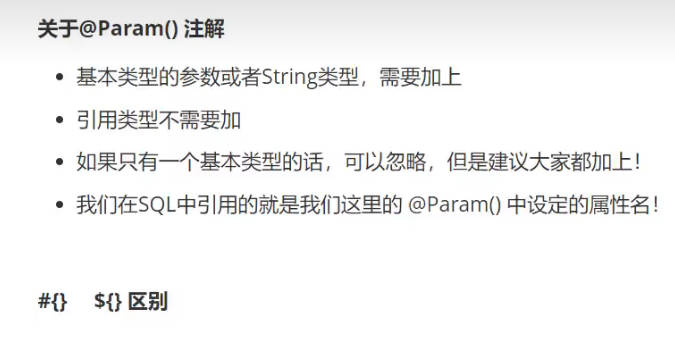 关于@Param() 注解
基本类型的参数或者String类型，需要加上
引用类型不需要加
如果只有一个基本类型的话，可以忽略，但是建议大家都加上！
我们在SQL中引用的就是我们这里的 @Param() 中设定的属性名！
#{} ${} 区别